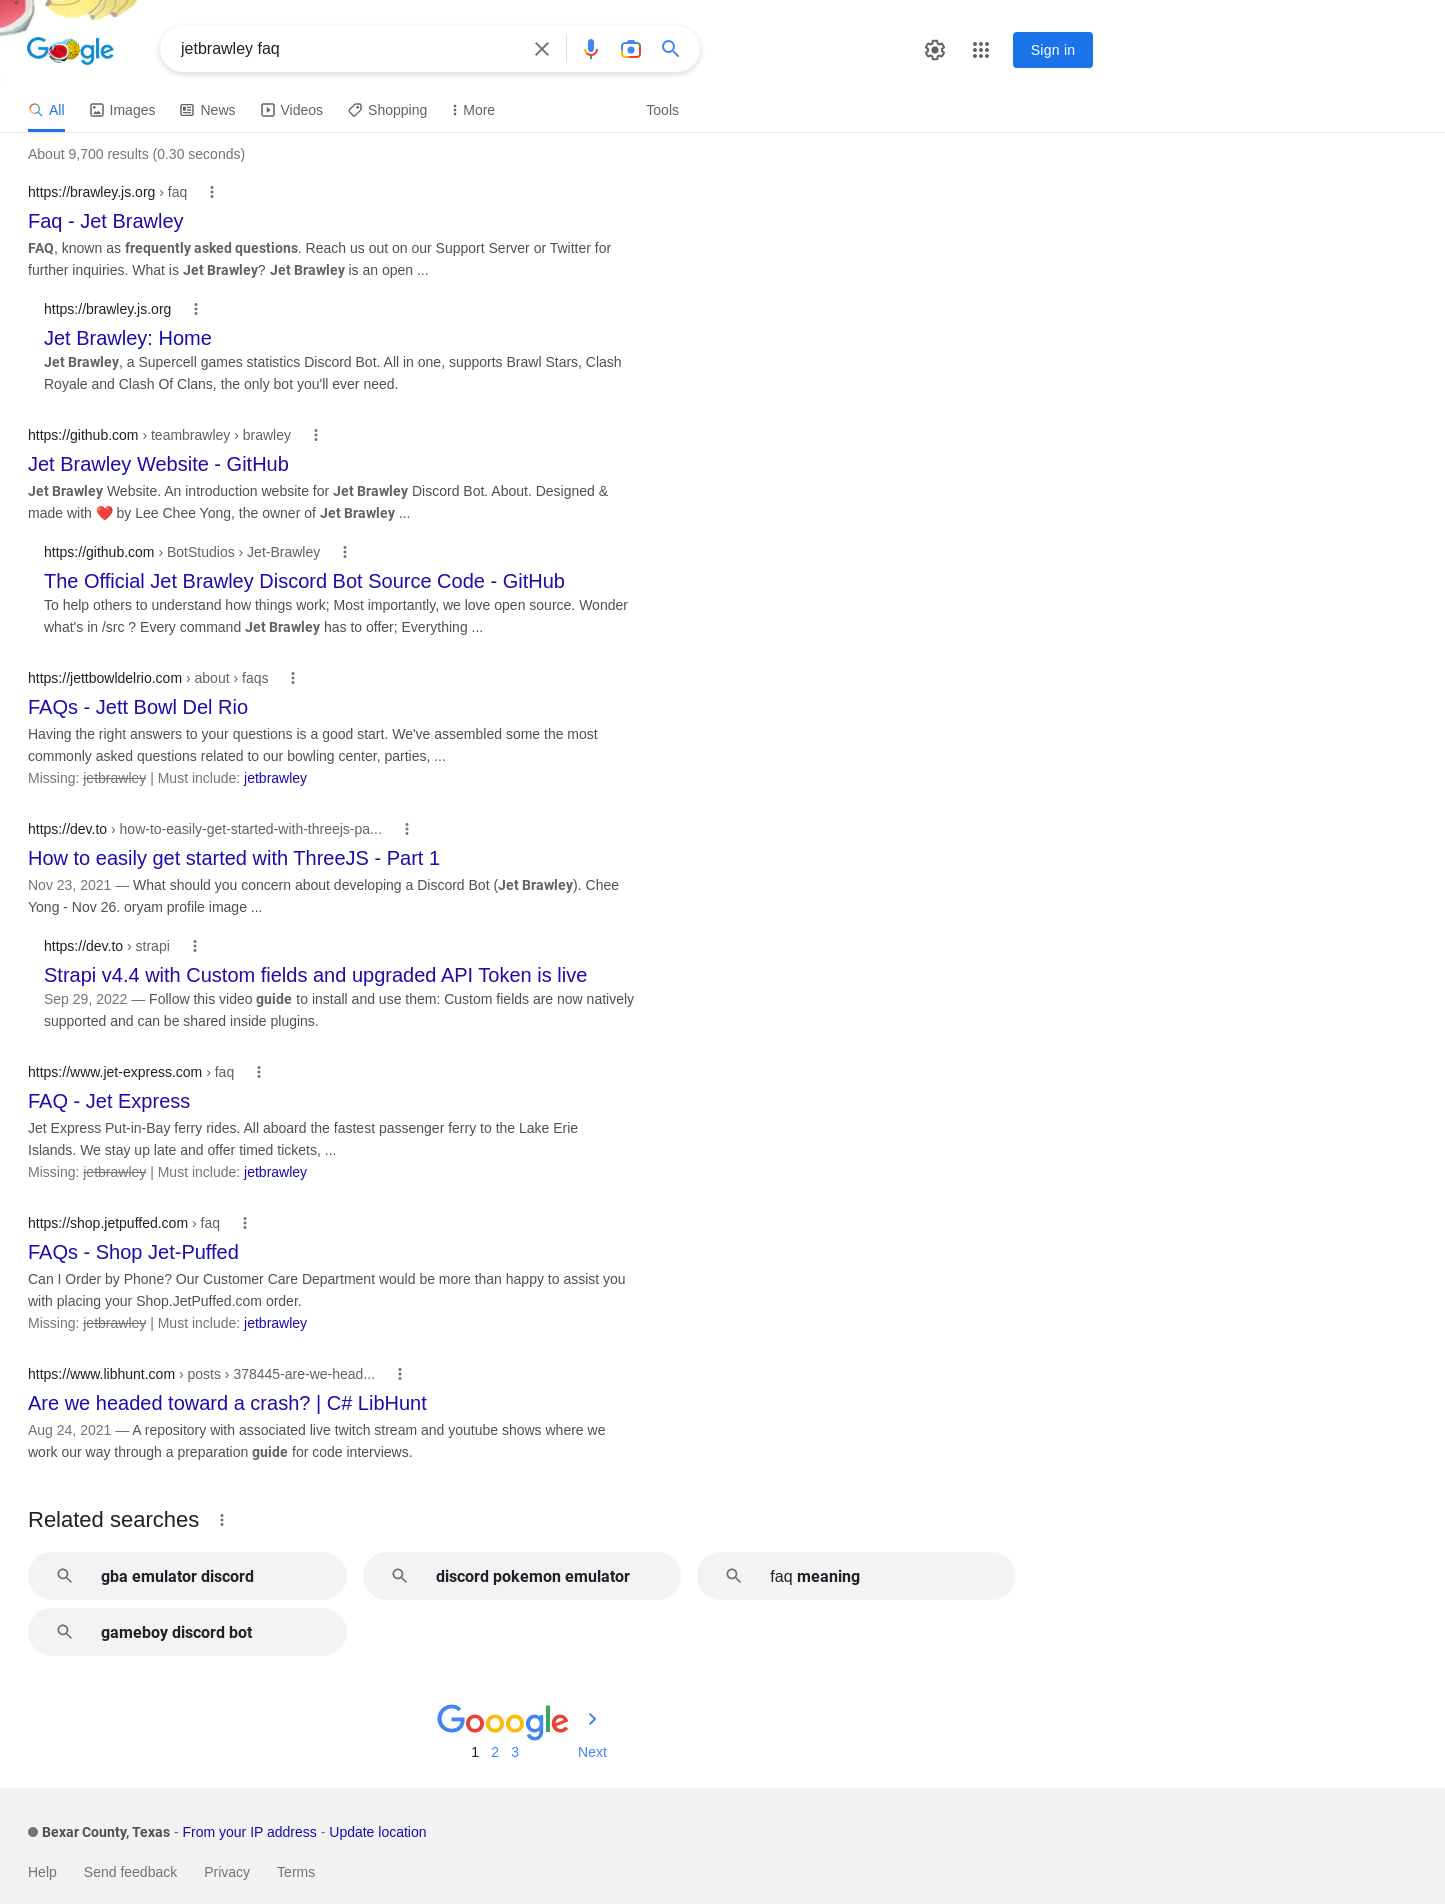 Google
jetbrawley faq
Sign in
All Images News Videos Shopping More Tools
About 9,700 results (0.30 seconds)
https://brawley.js.org › faq
Faq - Jet Brawley
FAQ, known as frequently asked questions. Reach us out on our Support Server or Twitter for
further inquiries. What is Jet Brawley? Jet Brawley is an open ...
https://brawley.js.org
Jet Brawley: Home
Jet Brawley, a Supercell games statistics Discord Bot. All in one, supports Brawl Stars, Clash
Royale and Clash Of Clans, the only bot you'll ever need.
https://github.com › teambrawley › brawley
Jet Brawley Website - GitHub
Jet Brawley Website. An introduction website for Jet Brawley Discord Bot. About. Designed &
made with ❤️ by Lee Chee Yong, the owner of Jet Brawley ...
https://github.com › BotStudios › Jet-Brawley
The Official Jet Brawley Discord Bot Source Code - GitHub
To help others to understand how things work; Most importantly, we love open source. Wonder
what's in /src ? Every command Jet Brawley has to offer; Everything ...
https://jettbowldelrio.com › about › faqs
FAQs - Jett Bowl Del Rio
Having the right answers to your questions is a good start. We've assembled some the most
commonly asked questions related to our bowling center, parties, ...
Missing: jetbrawley | Must include: jetbrawley
https://dev.to › how-to-easily-get-started-with-threejs-pa...
How to easily get started with ThreeJS - Part 1
Nov 23, 2021 — What should you concern about developing a Discord Bot (Jet Brawley). Chee
Yong - Nov 26. oryam profile image ...
https://dev.to › strapi
Strapi v4.4 with Custom fields and upgraded API Token is live
Sep 29, 2022 — Follow this video guide to install and use them: Custom fields are now natively
supported and can be shared inside plugins.
https://www.jet-express.com › faq
FAQ - Jet Express
Jet Express Put-in-Bay ferry rides. All aboard the fastest passenger ferry to the Lake Erie
Islands. We stay up late and offer timed tickets, ...
Missing: jetbrawley | Must include: jetbrawley
https://shop.jetpuffed.com › faq
FAQs - Shop Jet-Puffed
Can I Order by Phone? Our Customer Care Department would be more than happy to assist you
with placing your Shop.JetPuffed.com order.
Missing: jetbrawley | Must include: jetbrawley
https://www.libhunt.com › posts › 378445-are-we-head...
Are we headed toward a crash? | C# LibHunt
Aug 24, 2021 — A repository with associated live twitch stream and youtube shows where we
work our way through a preparation guide for code interviews.
Related searches
gba emulator discord
discord pokemon emulator
faq meaning
gameboy discord bot
Gooogle
1 2 3 Next
Bexar County, Texas - From your IP address - Update location
Help Send feedback Privacy Terms